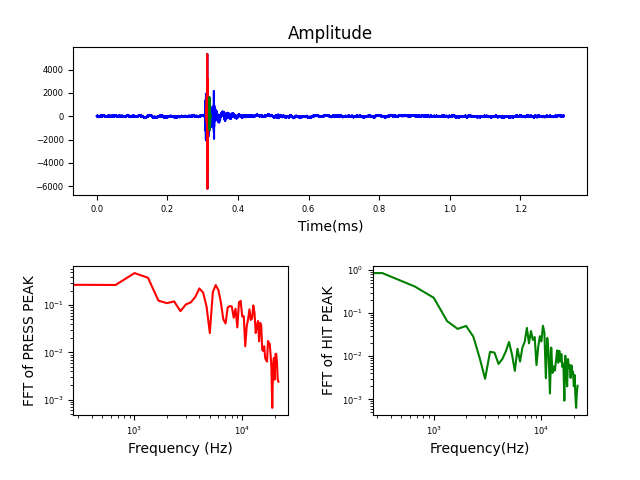 Amplitude
4000
2000
0
−2000
−4000
−6000
0.0 0.2 0.4 0.6 0.8 1.0 1.2
Time(ms)
FFT of PRESS PEAK
10⁻¹
10⁻²
10⁻³
10³ 10⁴
Frequency (Hz)
FFT of HIT PEAK
10⁰
10⁻¹
10⁻²
10⁻³
10³ 10⁴
Frequency(Hz)